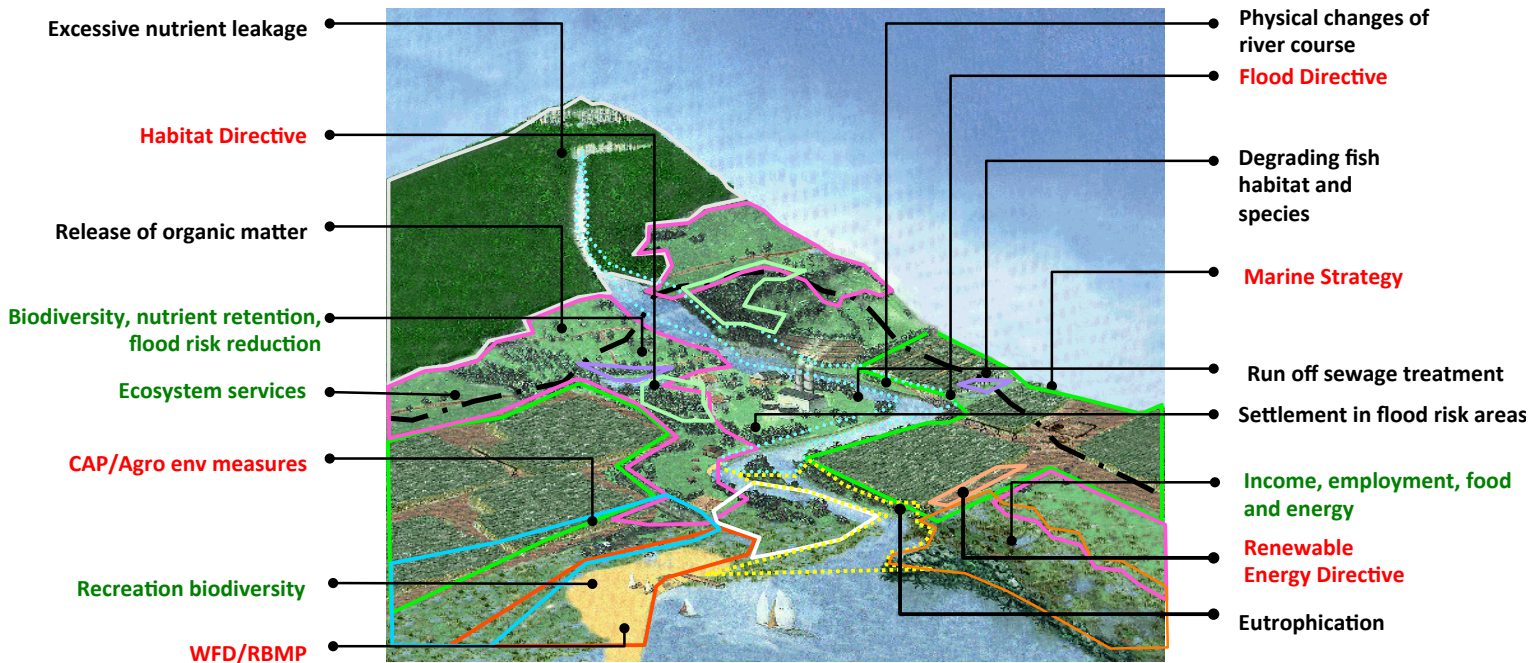 Excessive nutrient leakage
Habitat Directive
Release of organic matter
Biodiversity, nutrient retention,
flood risk reduction
Ecosystem services
CAP/Agro env measures
Recreation biodiversity
WFD/RBMP
Physical changes of
river course
Flood Directive
Degrading fish
habitat and
species
Marine Strategy
Run off sewage treatment
Settlement in flood risk areas
Income, employment, food
and energy
Renewable
Energy Directive
Eutrophication